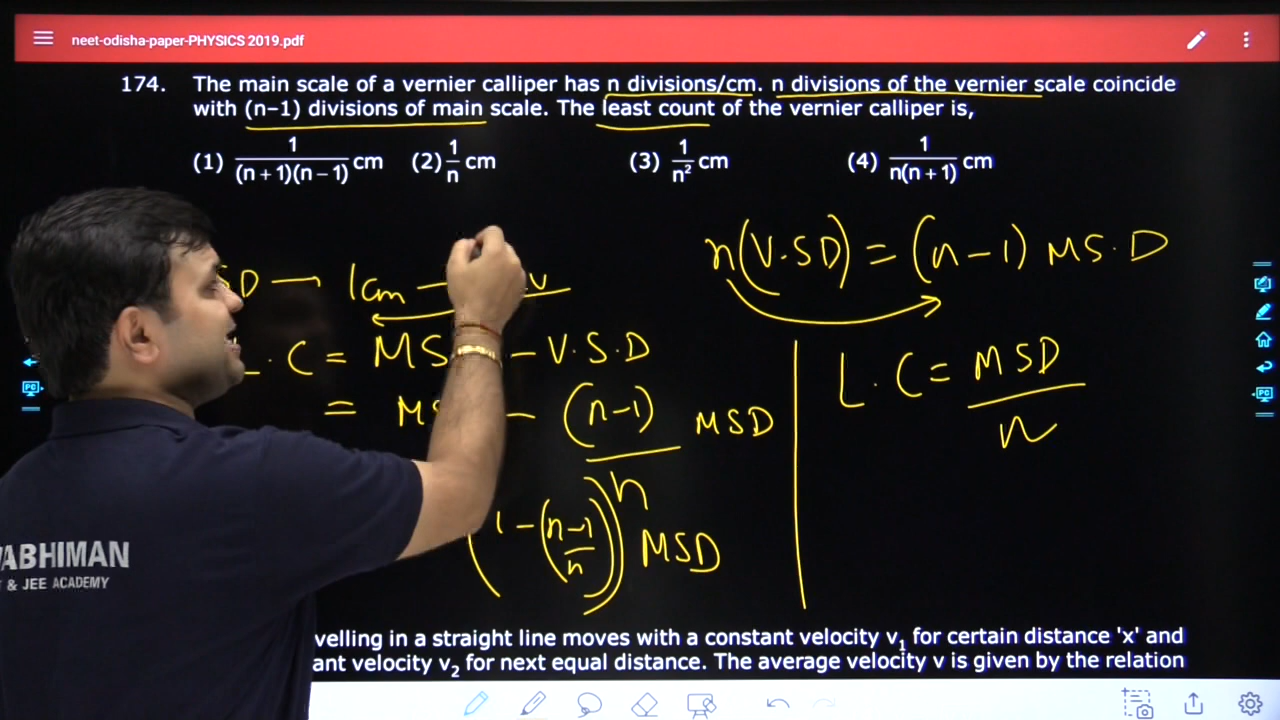 neet-odisha-paper-PHYSICS 2019.pdf
174. The main scale of a vernier calliper has n divisions/cm. n divisions of the vernier scale coincide
with (n−1) divisions of main scale. The least count of the vernier calliper is,
(1) 1/((n + 1)(n − 1)) cm (2) 1/n cm (3) 1/n² cm (4) 1/(n(n + 1)) cm
n(V.SD) = (n−1) MS.D
SD → 1cm −
L.C = MS − V.S.D
= − (n−1)/n MSD
(1 − (n−1/n)) MSD
L.C = MSD/n
ABHIMAN
& JEE ACADEMY
velling in a straight line moves with a constant velocity v₁ for certain distance 'x' and
ant velocity v₂ for next equal distance. The average velocity v is given by the relation